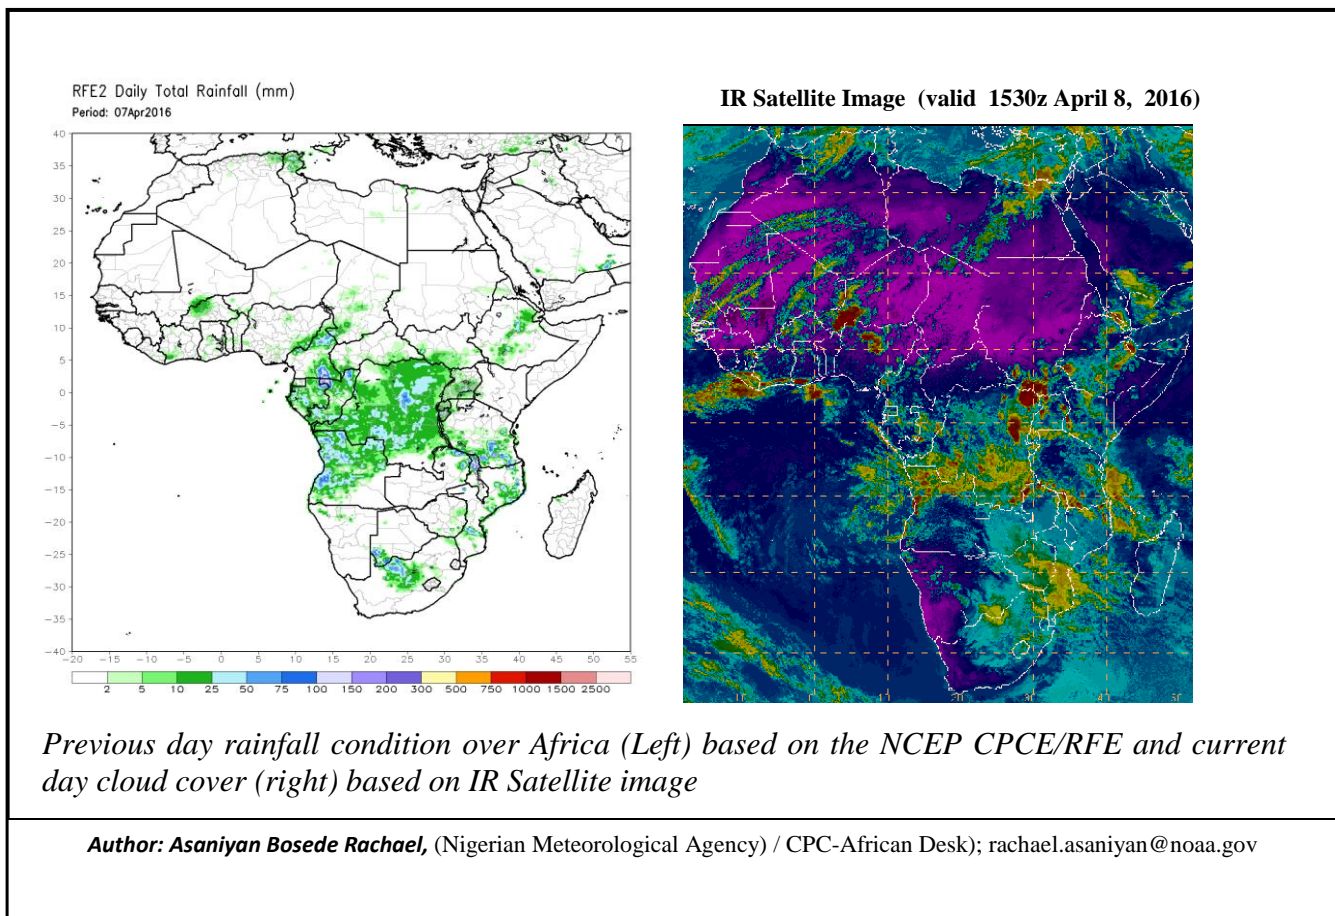 RFE2 Daily Total Rainfall (mm)
Period: 07Apr2016
40
35
30
25
20
15
10
5
0
−5
−10
−15
−20
−25
−30
−35
−40
−20 −15 −10 −5 0 5 10 15 20 25 30 35 40 45 50 55
2 5 10 25 50 75 100 150 200 300 500 750 1000 1500 2500
IR Satellite Image (valid 1530z April 8, 2016)
10 20 30 40 50
Previous day rainfall condition over Africa (Left) based on the NCEP CPCE/RFE and current
day cloud cover (right) based on IR Satellite image
Author: Asaniyan Bosede Rachael, (Nigerian Meteorological Agency) / CPC-African Desk); rachael.asaniyan@noaa.gov